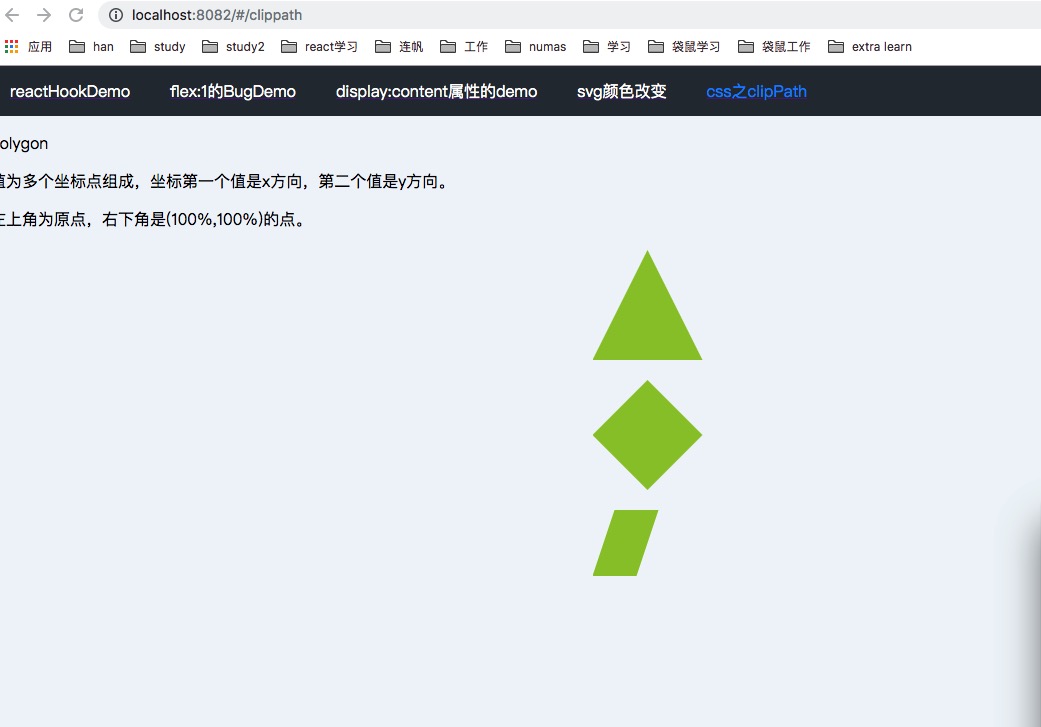 localhost:8082/#/clippath
应用 han study study2 react学习 连帆 工作 numas 学习 袋鼠学习 袋鼠工作 extra learn
reactHookDemo flex:1的BugDemo display:content属性的demo svg颜色改变 css之clipPath
olygon
值为多个坐标点组成，坐标第一个值是x方向，第二个值是y方向。
左上角为原点，右下角是(100%,100%)的点。